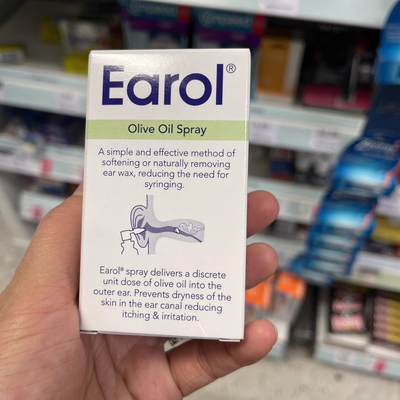 Earol®
Olive Oil Spray
A simple and effective method of
softening or naturally removing
ear wax, reducing the need for
syringing.
Earol® spray delivers a discrete
unit dose of olive oil into the
outer ear. Prevents dryness of the
skin in the ear canal reducing
itching & irritation.